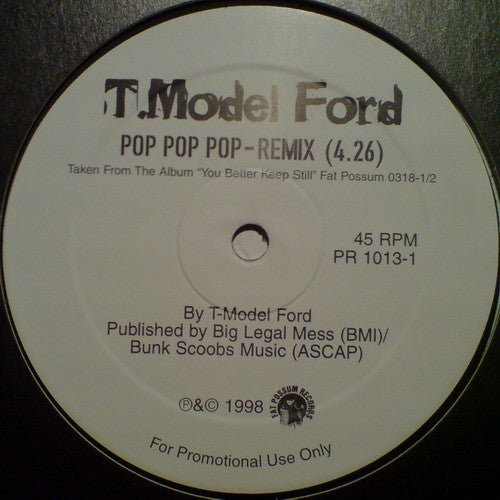 T.Model Ford
POP POP POP-REMIX (4.26)
Taken From The Album "You Better Keep Still" Fat Possum 0318-1/2
45 RPM
PR 1013-1
By T-Model Ford
Published by Big Legal Mess (BMI)/
Bunk Scoobs Music (ASCAP)
℗&© 1998
FAT POSSUM RECORDS
For Promotional Use Only